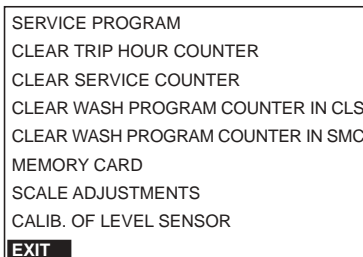 SERVICE PROGRAM
CLEAR TRIP HOUR COUNTER
CLEAR SERVICE COUNTER
CLEAR WASH PROGRAM COUNTER IN CLS
CLEAR WASH PROGRAM COUNTER IN SMC
MEMORY CARD
SCALE ADJUSTMENTS
CALIB. OF LEVEL SENSOR
EXIT